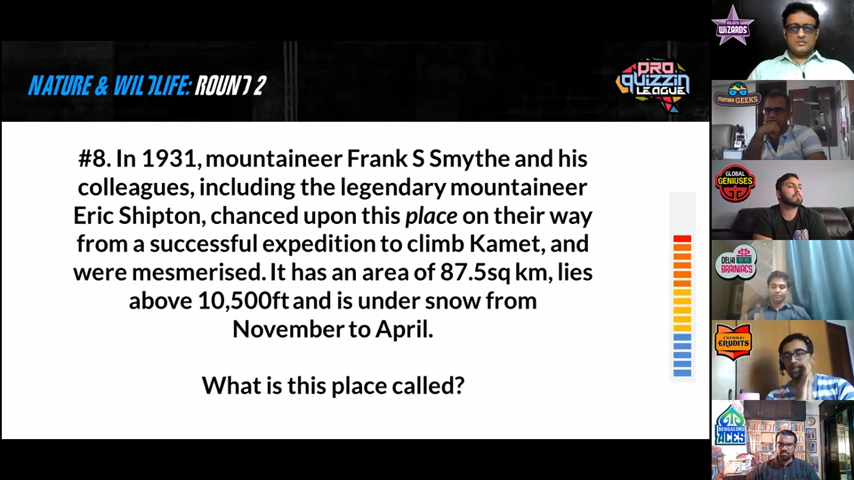 NATURE & WILDLIFE: ROUND 2
PRO
QUIZZIN
LEAGUE
#8. In 1931, mountaineer Frank S Smythe and his
colleagues, including the legendary mountaineer
Eric Shipton, chanced upon this place on their way
from a successful expedition to climb Kamet, and
were mesmerised. It has an area of 87.5sq km, lies
above 10,500ft and is under snow from
November to April.
What is this place called?
WIZARDS
GEEKS
GLOBAL
GENIUSES
DELHI
BRAINIACS
CHENNAI
ERUDITS
BENGALURU
ACES